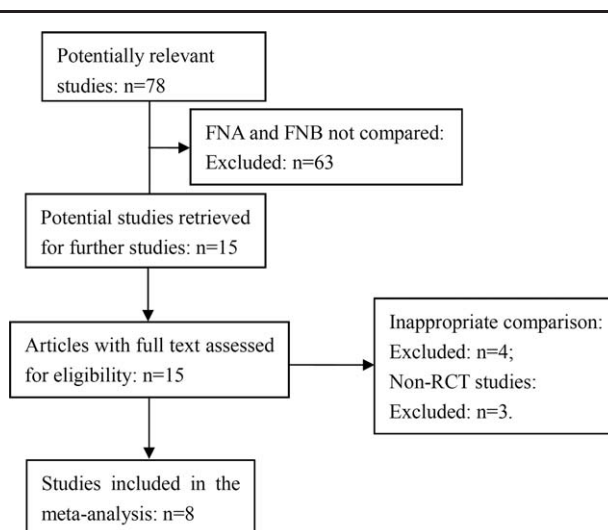 Potentially relevant
studies: n=78
FNA and FNB not compared:
Excluded: n=63
Potential studies retrieved
for further studies: n=15
Articles with full text assessed
for eligibility: n=15
Inappropriate comparison:
Excluded: n=4;
Non-RCT studies:
Excluded: n=3.
Studies included in the
meta-analysis: n=8